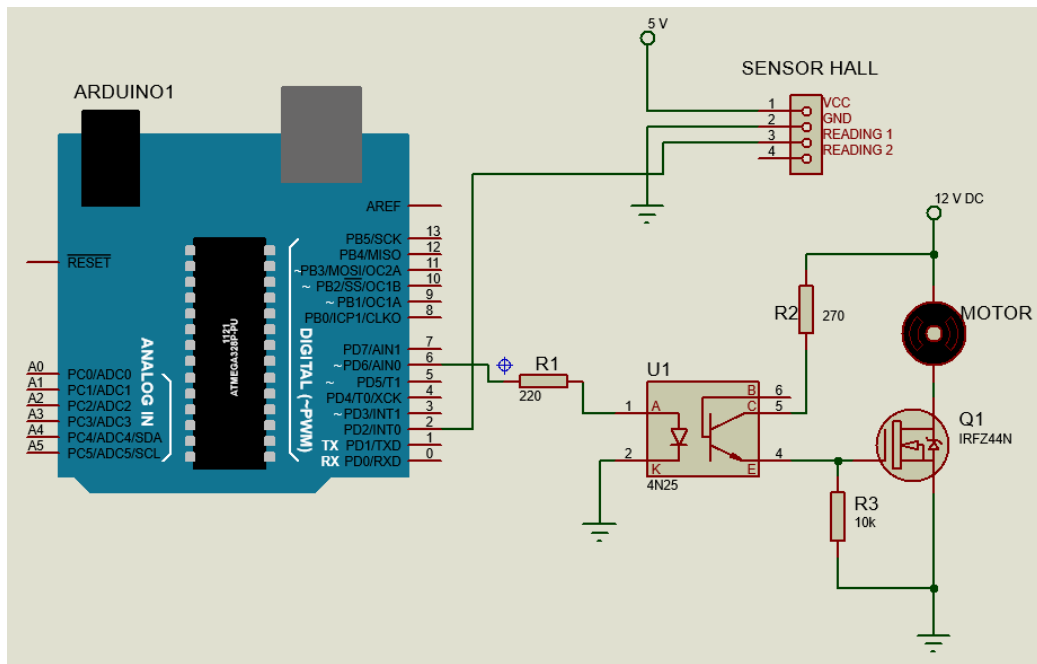 5 V
SENSOR HALL
1 VCC
2 GND
3 READING 1
4 READING 2
ARDUINO1
12 V DC
AREF
RESET
PB5/SCK 13
PB4/MISO 12
~PB3/MOSI/OC2A 11
~ PB2/SS/OC1B 10
~ PB1/OC1A 9
PB0/ICP1/CLKO 8
PD7/AIN1 7
~PD6/AIN0 6
~ PD5/T1 5
PD4/T0/XCK 4
~PD3/INT1 3
PD2/INT0 2
TX PD1/TXD 1
RX PD0/RXD 0
DIGITAL (~PWM)
1121
ATMEGA328P-PU
ANALOG IN
A0 PC0/ADC0
A1 PC1/ADC1
A2 PC2/ADC2
A3 PC3/ADC3
A4 PC4/ADC4/SDA
A5 PC5/ADC5/SCL
R1
220
R2
270
MOTOR
U1
1 A
2 K
B 6
C 5
E 4
4N25
Q1
IRFZ44N
R3
10k